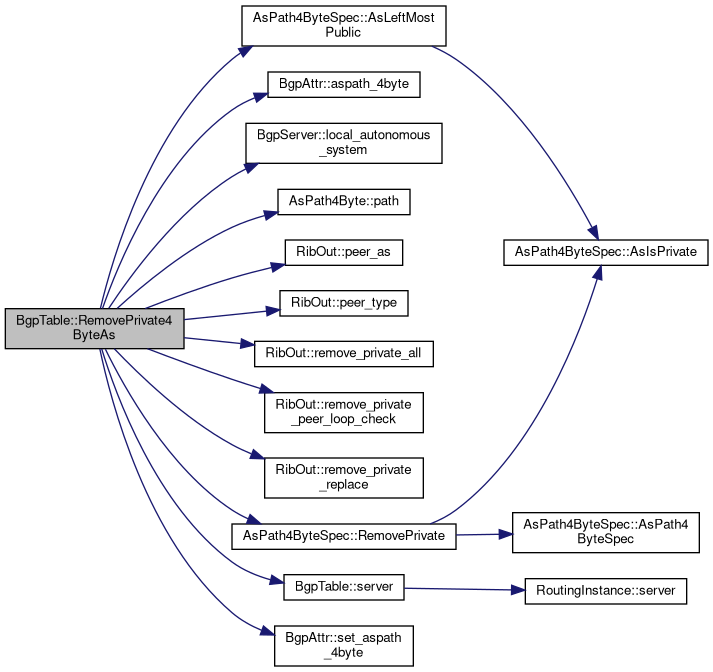 AsPath4ByteSpec::AsLeftMost
Public
BgpAttr::aspath_4byte
BgpServer::local_autonomous
_system
AsPath4Byte::path
RibOut::peer_as
AsPath4ByteSpec::AsIsPrivate
RibOut::peer_type
BgpTable::RemovePrivate4
ByteAs
RibOut::remove_private_all
RibOut::remove_private
_peer_loop_check
RibOut::remove_private
_replace
AsPath4ByteSpec::RemovePrivate
AsPath4ByteSpec::AsPath4
ByteSpec
BgpTable::server
RoutingInstance::server
BgpAttr::set_aspath
_4byte